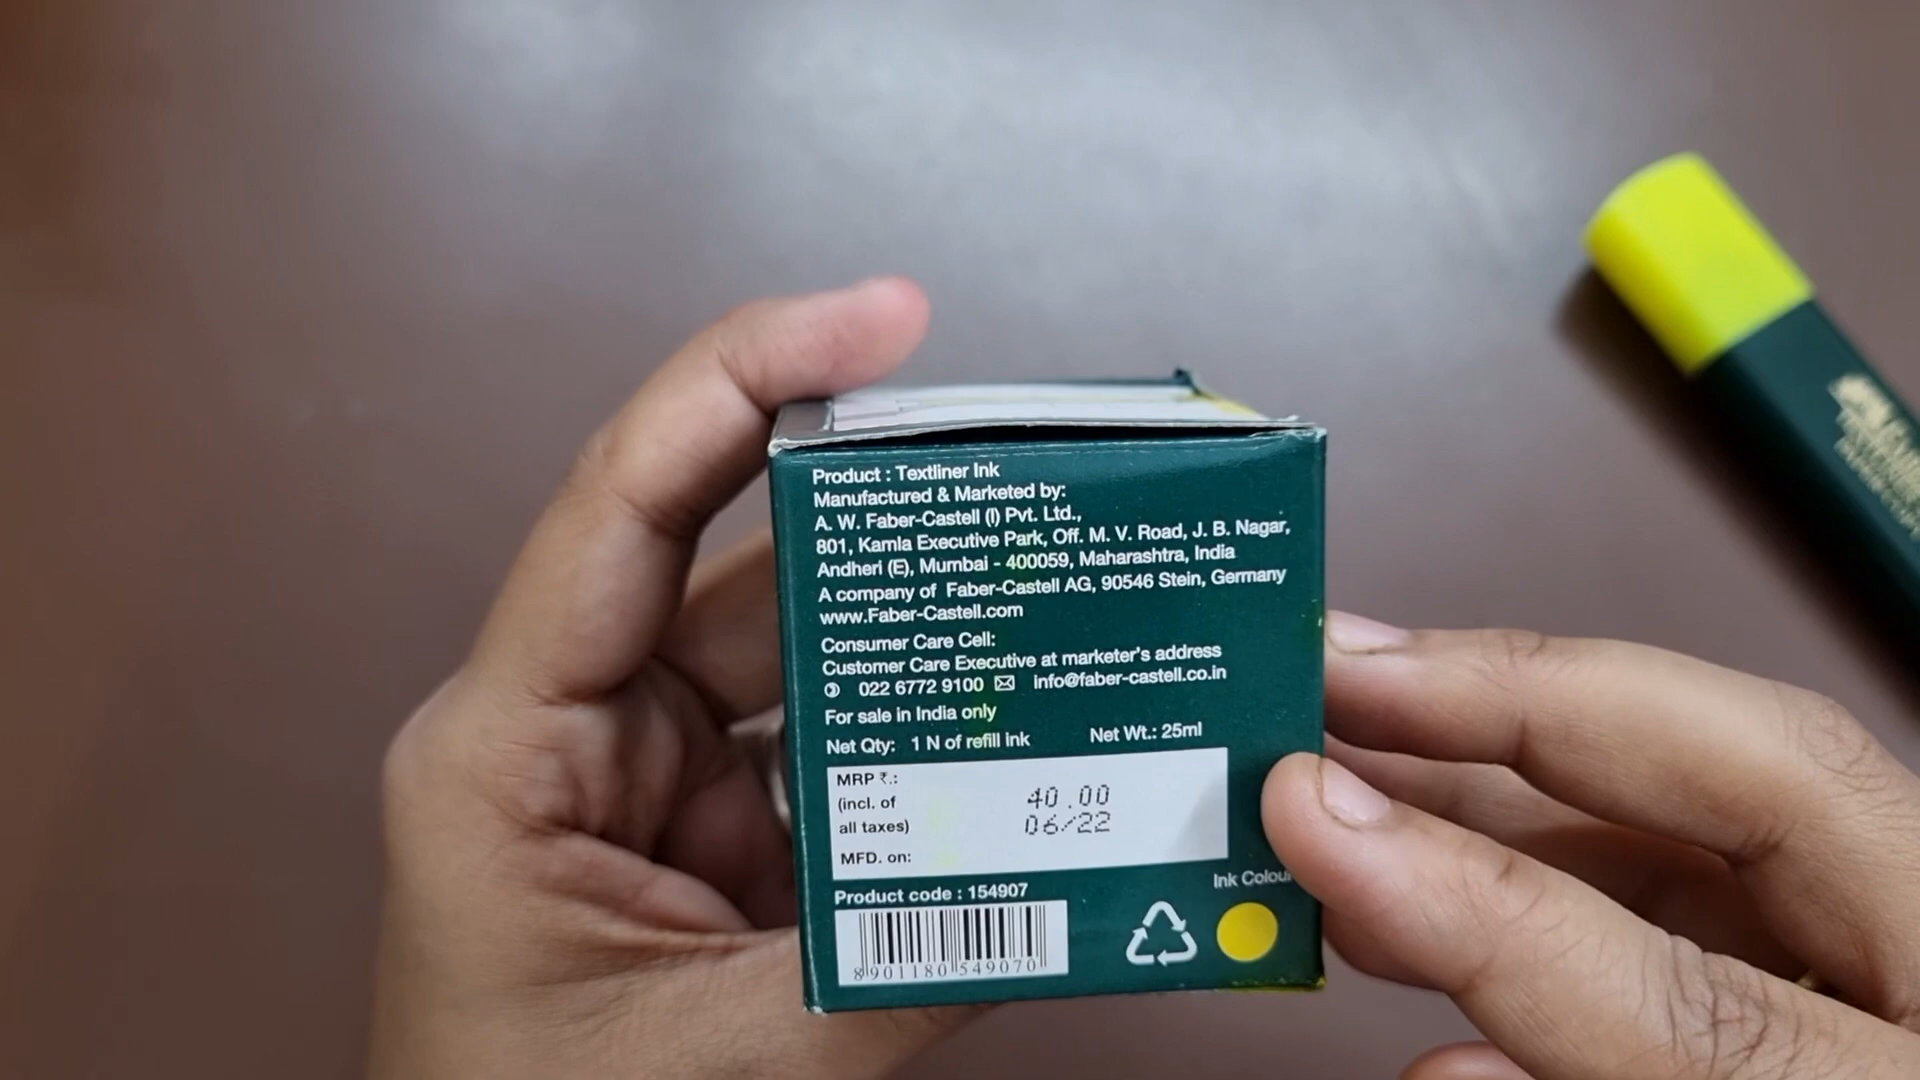 Product : Textliner Ink
Manufactured & Marketed by:
A. W. Faber-Castell (I) Pvt. Ltd.,
801, Kamla Executive Park, Off. M. V. Road, J. B. Nagar,
Andheri (E), Mumbai - 400059, Maharashtra, India
A company of Faber-Castell AG, 90546 Stein, Germany
www.Faber-Castell.com
Consumer Care Cell:
Customer Care Executive at marketer's address
022 6772 9100 info@faber-castell.co.in
For sale in India only
Net Qty: 1 N of refill ink Net Wt.: 25ml
MRP ₹.:
(incl. of 40.00
all taxes) 06/22
MFD. on:
Product code : 154907
Ink Colour
8901180549070